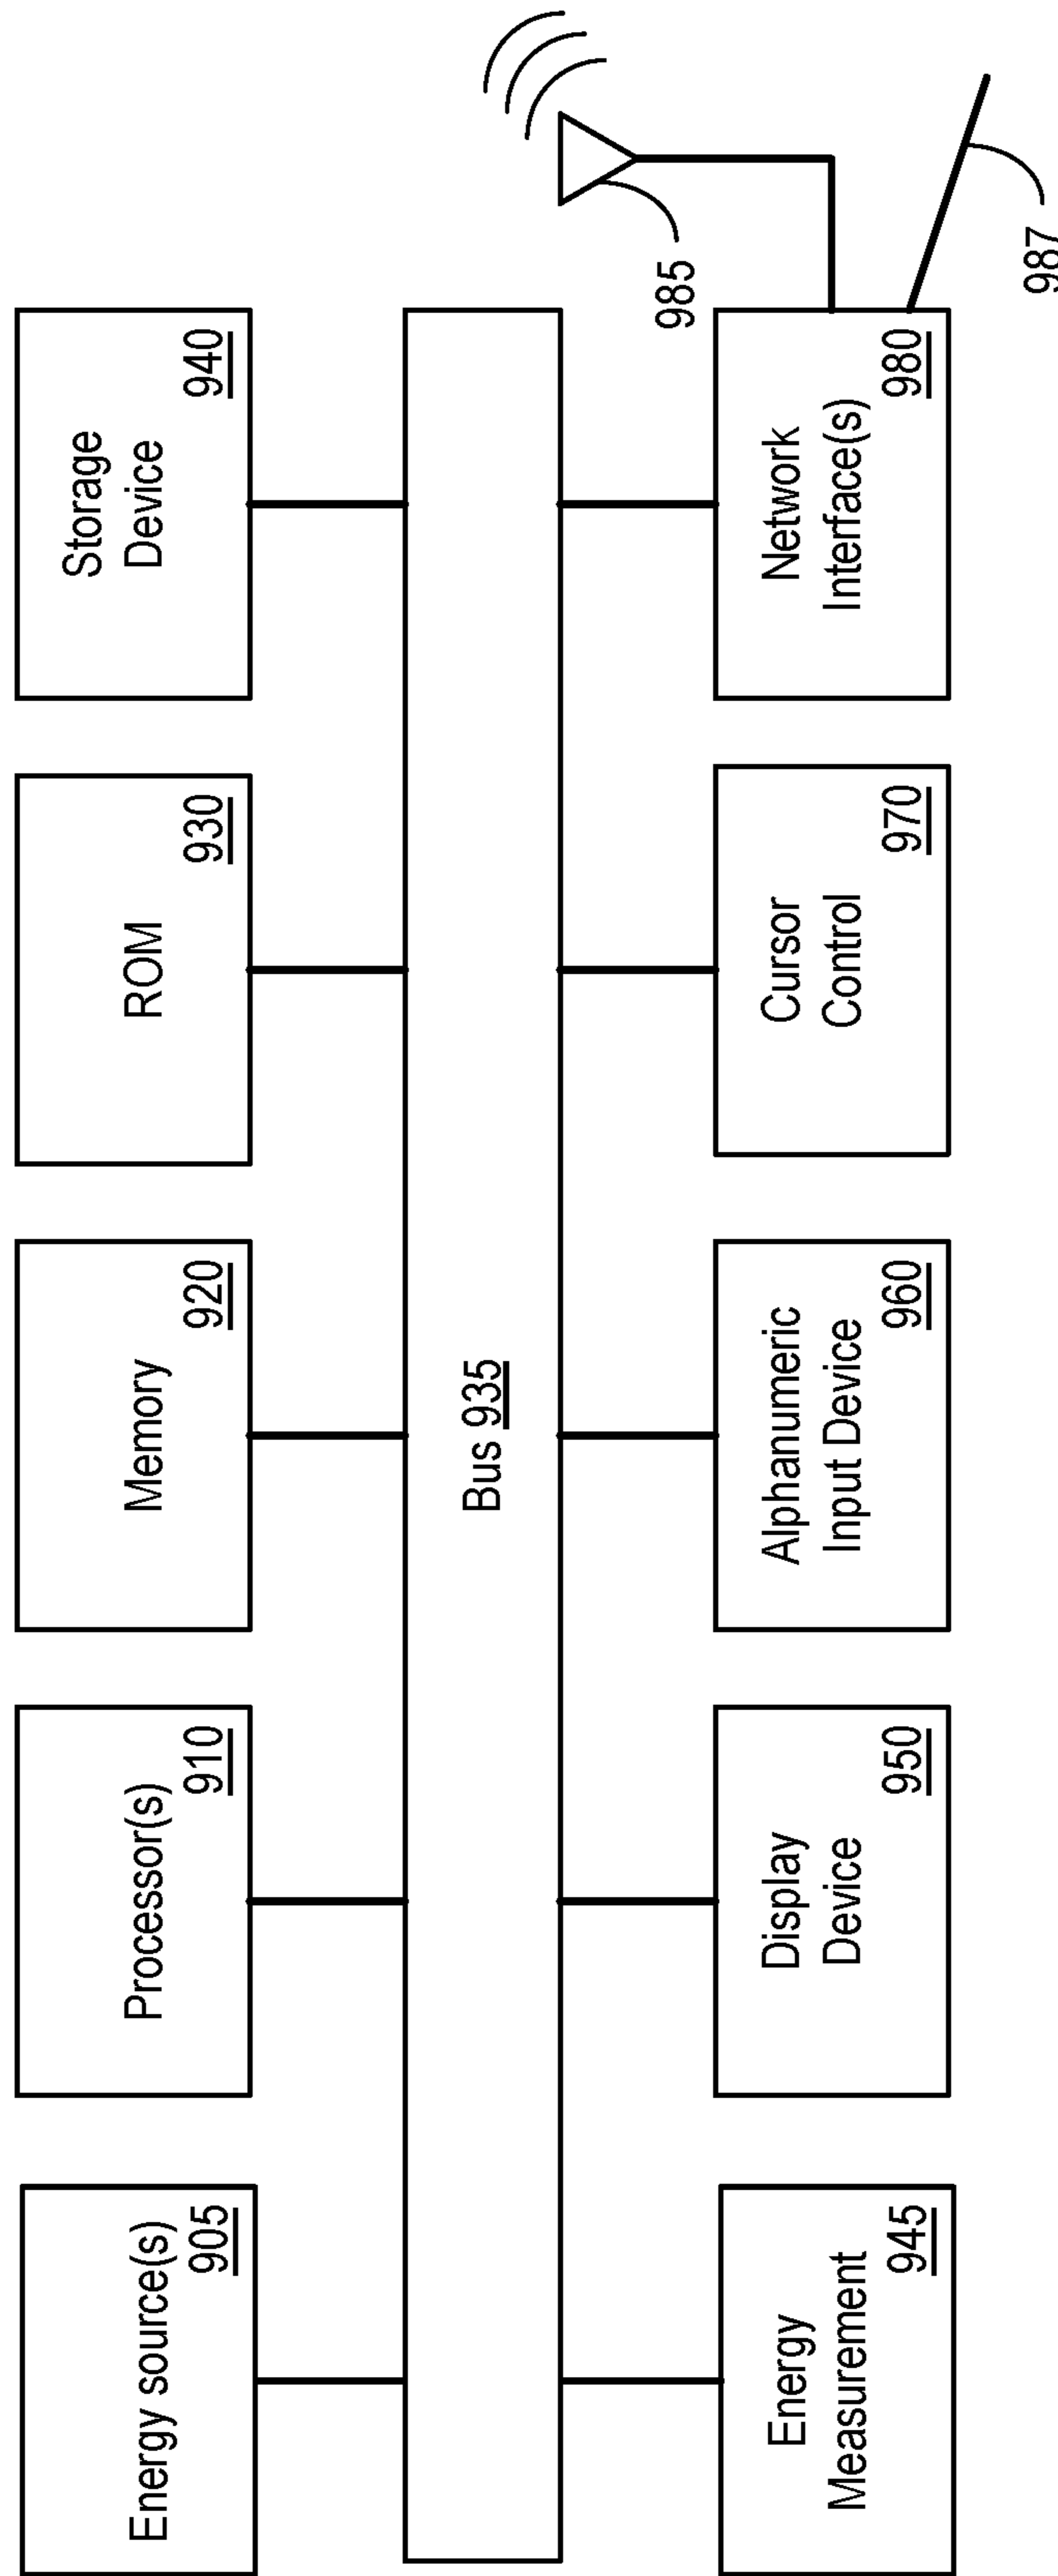 Energy source(s)
905
Processor(s)
910
Memory
920
ROM
930
Storage
Device
940
Bus 935
985
Energy
Measurement
945
Display
Device
950
Alphanumeric
Input Device
960
Cursor
Control
970
Network
Interface(s)
980
987